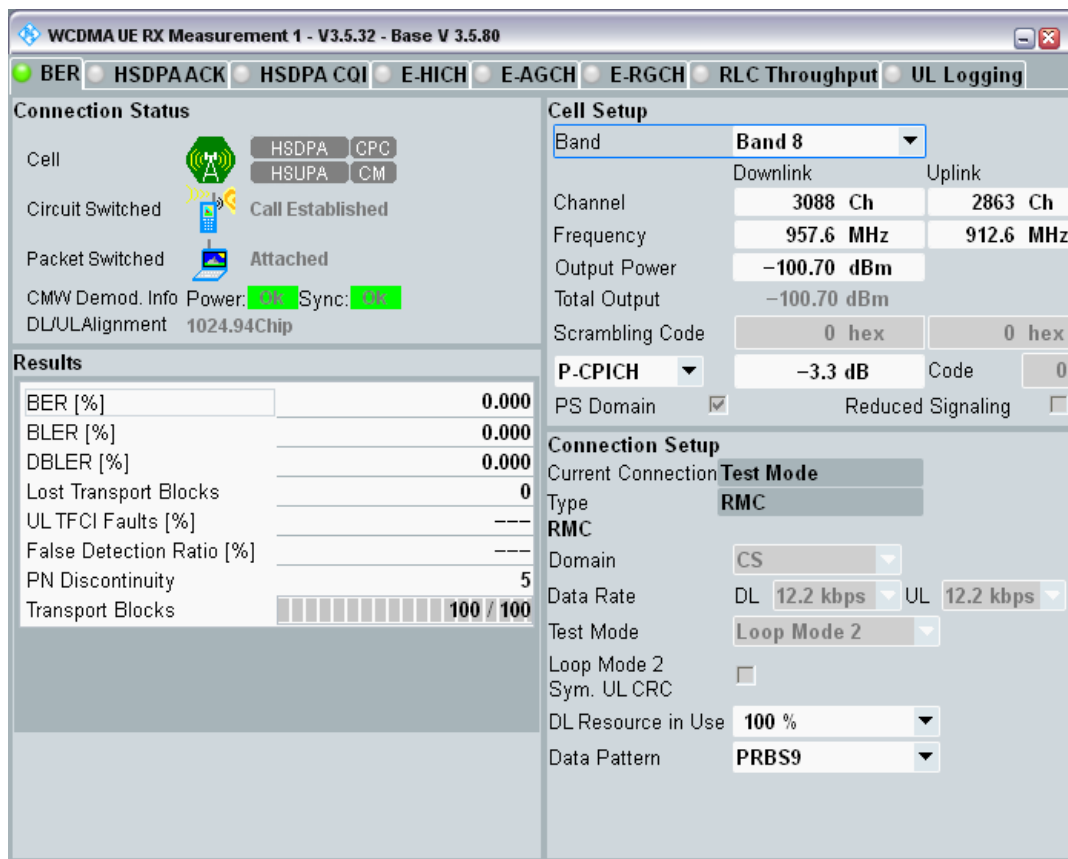 WCDMA UE RX Measurement 1 - V3.5.32 - Base V 3.5.80
BER HSDPA ACK HSDPA CQI E-HICH E-AGCH E-RGCH RLC Throughput UL Logging
Connection Status
Cell HSDPA CPC
HSUPA CM
Circuit Switched Call Established
Packet Switched Attached
CMW Demod. Info Power: Ok Sync: Ok
DL/UL Alignment 1024.94Chip
Results
BER [%] 0.000
BLER [%] 0.000
DBLER [%] 0.000
Lost Transport Blocks 0
UL TFCI Faults [%] ---
False Detection Ratio [%] ---
PN Discontinuity 5
Transport Blocks 100 / 100
Cell Setup
Band Band 8
Downlink Uplink
Channel 3088 Ch 2863 Ch
Frequency 957.6 MHz 912.6 MHz
Output Power −100.70 dBm
Total Output −100.70 dBm
Scrambling Code 0 hex 0 hex
P-CPICH −3.3 dB Code 0
PS Domain Reduced Signaling
Connection Setup
Current Connection Test Mode
Type RMC
RMC
Domain CS
Data Rate DL 12.2 kbps UL 12.2 kbps
Test Mode Loop Mode 2
Loop Mode 2
Sym. UL CRC
DL Resource in Use 100 %
Data Pattern PRBS9